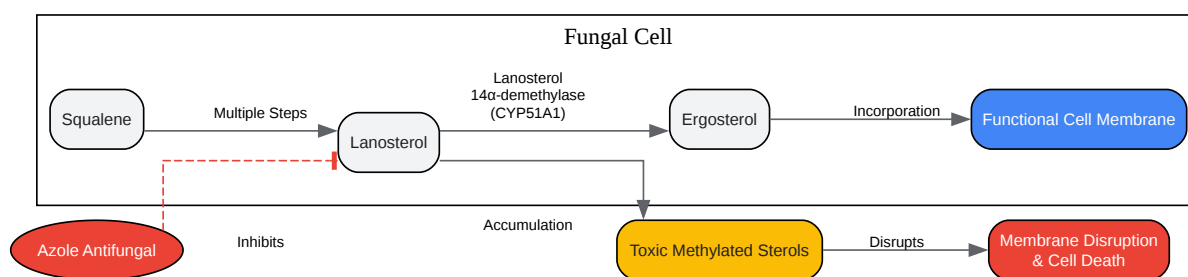 Fungal Cell
Squalene
Multiple Steps
Lanosterol
Lanosterol
14α-demethylase
(CYP51A1)
Ergosterol
Incorporation
Functional Cell Membrane
Azole Antifungal
Inhibits
Accumulation
Toxic Methylated Sterols
Disrupts
Membrane Disruption
& Cell Death